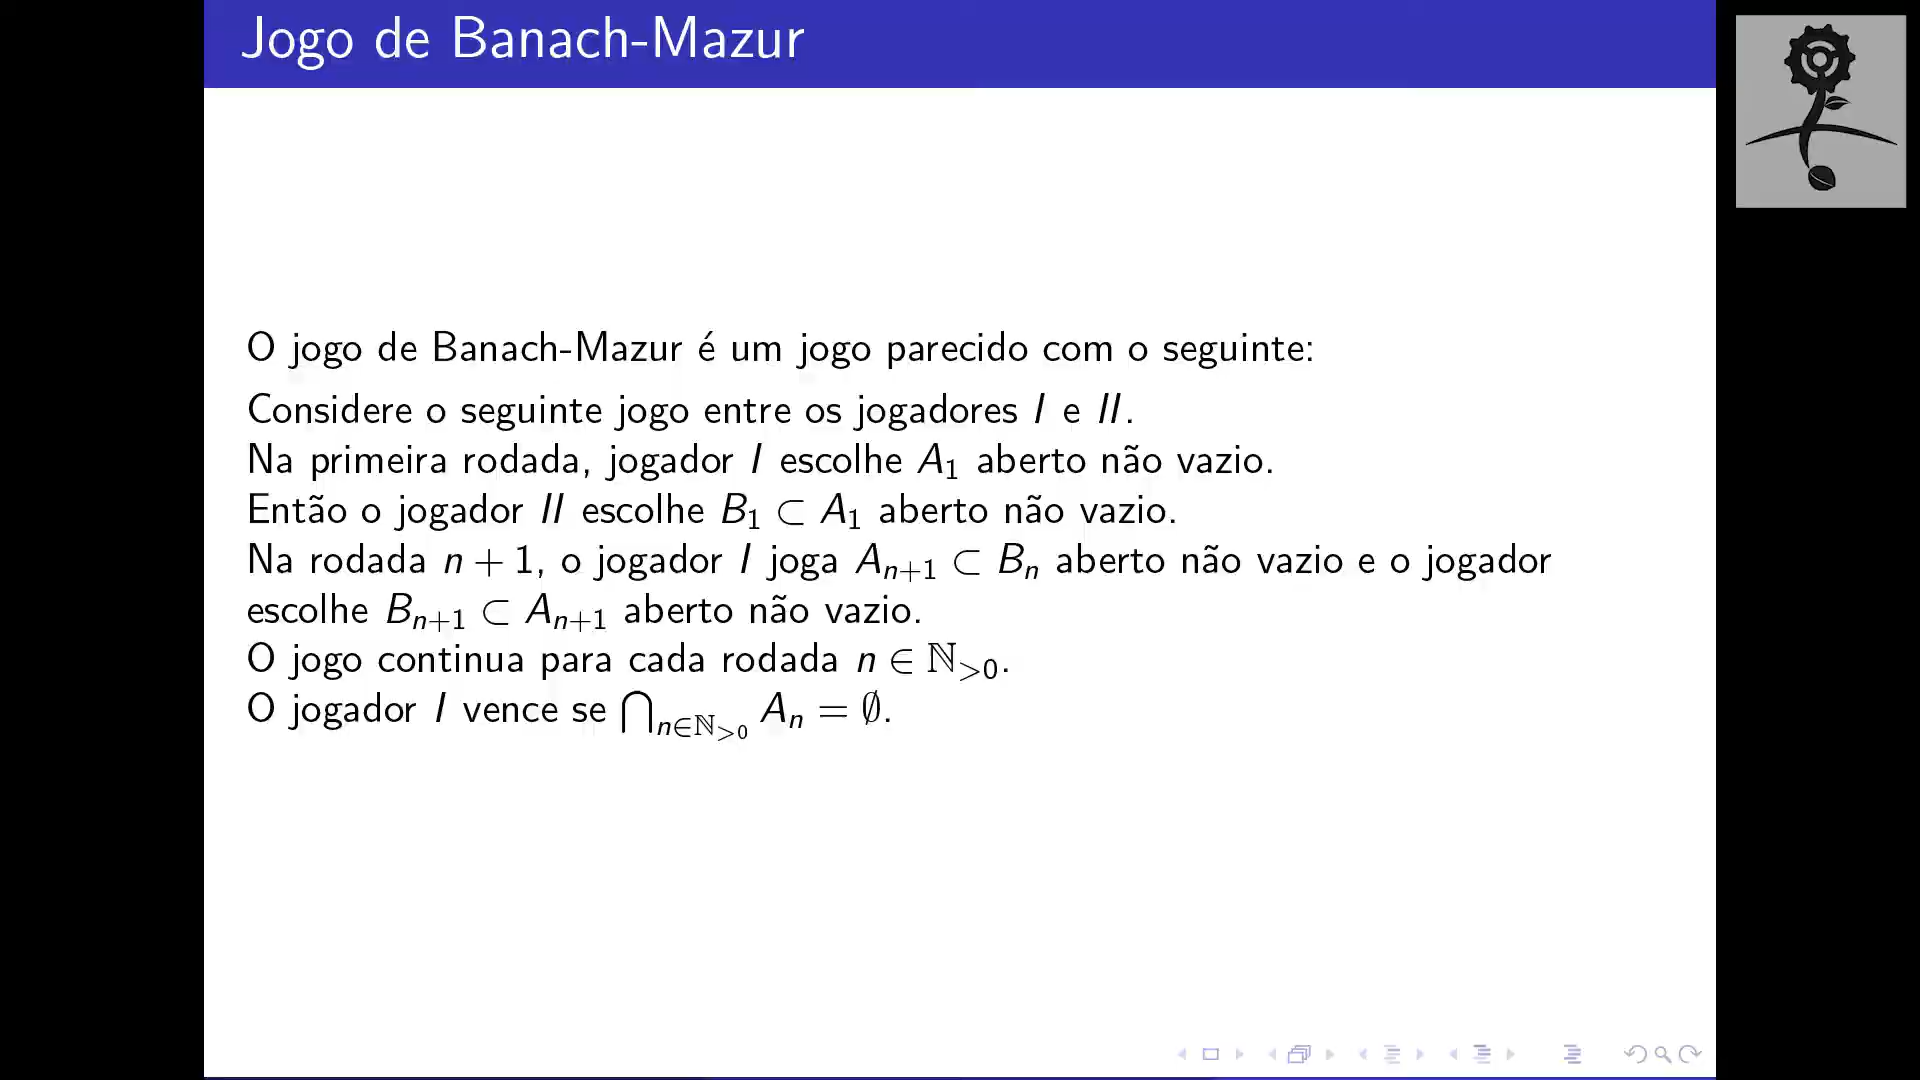 Jogo de Banach-Mazur
O jogo de Banach-Mazur é um jogo parecido com o seguinte:
Considere o seguinte jogo entre os jogadores I e II.
Na primeira rodada, jogador I escolhe A₁ aberto não vazio.
Então o jogador II escolhe B₁ ⊂ A₁ aberto não vazio.
Na rodada n + 1, o jogador I joga Aₙ₊₁ ⊂ Bₙ aberto não vazio e o jogador
escolhe Bₙ₊₁ ⊂ Aₙ₊₁ aberto não vazio.
O jogo continua para cada rodada n ∈ ℕ_{>0}.
O jogador I vence se ⋂_{n∈ℕ_{>0}} Aₙ = ∅.